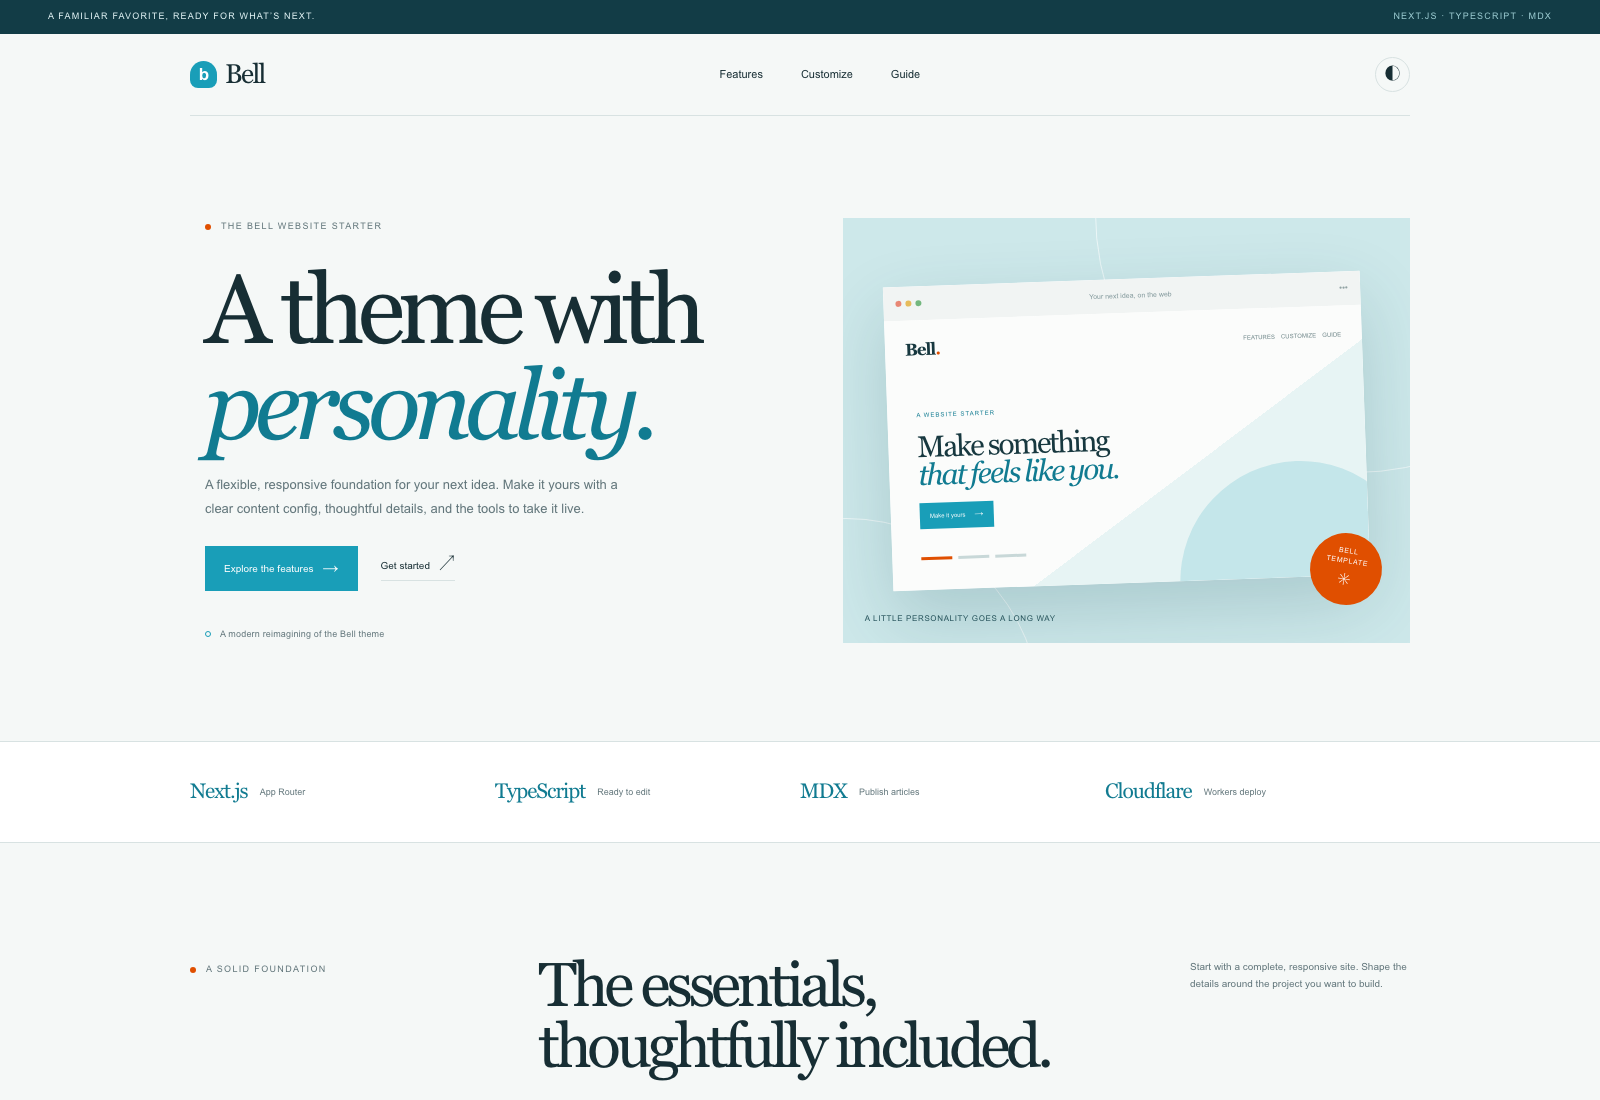 A FAMILIAR FAVORITE, READY FOR WHAT'S NEXT.
NEXT.JS · TYPESCRIPT · MDX
b Bell
Features
Customize
Guide
THE BELL WEBSITE STARTER
A theme with
personality.
A flexible, responsive foundation for your next idea. Make it yours with a
clear content config, thoughtful details, and the tools to take it live.
Explore the features →
Get started ↗
A modern reimagining of the Bell theme
Your next idea, on the web
Bell.
FEATURES CUSTOMIZE GUIDE
A WEBSITE STARTER
Make something
that feels like you.
Make it yours →
BELL
TEMPLATE
A LITTLE PERSONALITY GOES A LONG WAY
Next.js App Router
TypeScript Ready to edit
MDX Publish articles
Cloudflare Workers deploy
A SOLID FOUNDATION
The essentials,
thoughtfully included.
Start with a complete, responsive site. Shape the
details around the project you want to build.